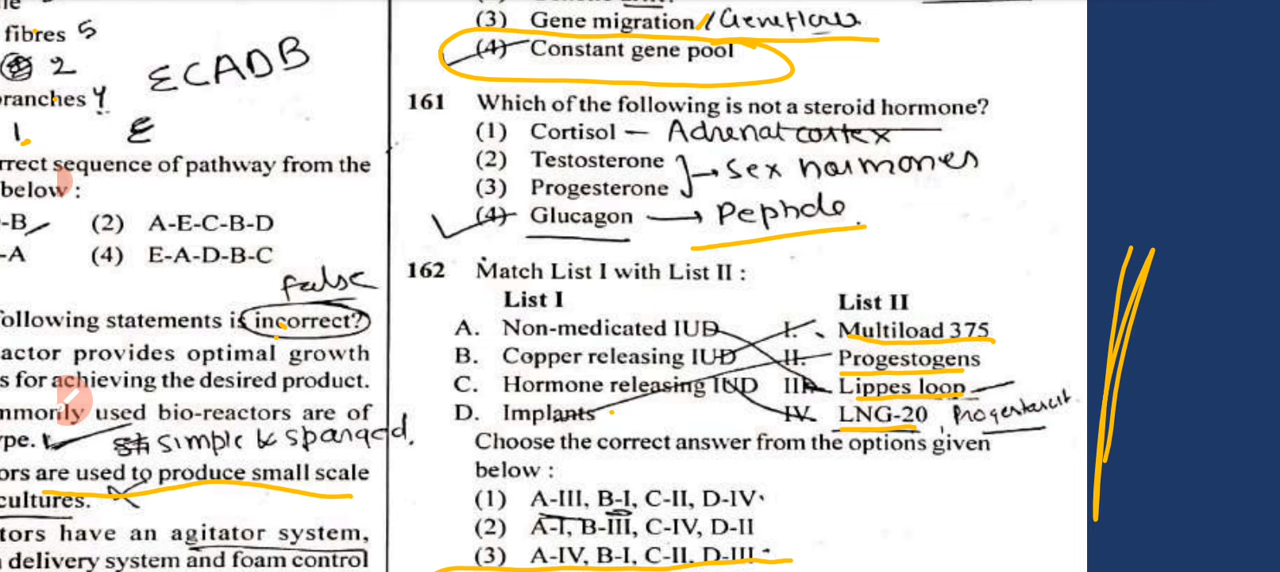 fibres 5
2
ranches 4
ECADB
1.
E
rrect sequence of pathway from the
below :
-B (2) A-E-C-B-D
-A (4) E-A-D-B-C
false
ollowing statements is incorrect?
actor provides optimal growth
s for achieving the desired product.
mmonly used bio-reactors are of
ype. simple & sparged.
ors are used to produce small scale
cultures.
tors have an agitator system,
delivery system and foam control
(3) Gene migration / Geneflow
(4) Constant gene pool
161 Which of the following is not a steroid hormone?
(1) Cortisol — Adrenal cortex
(2) Testosterone
→ Sex hormones
(3) Progesterone
(4) Glucagon → Peptide.
162 Match List I with List II :
List I List II
A. Non-medicated IUD I. Multiload 375
B. Copper releasing IUD II. Progestogens
C. Hormone releasing IUD III. Lippes loop
D. Implants IV. LNG-20
Choose the correct answer from the options given
below :
(1) A-III, B-I, C-II, D-IV
(2) A-I, B-III, C-IV, D-II
(3) A-IV, B-I, C-II, D-III